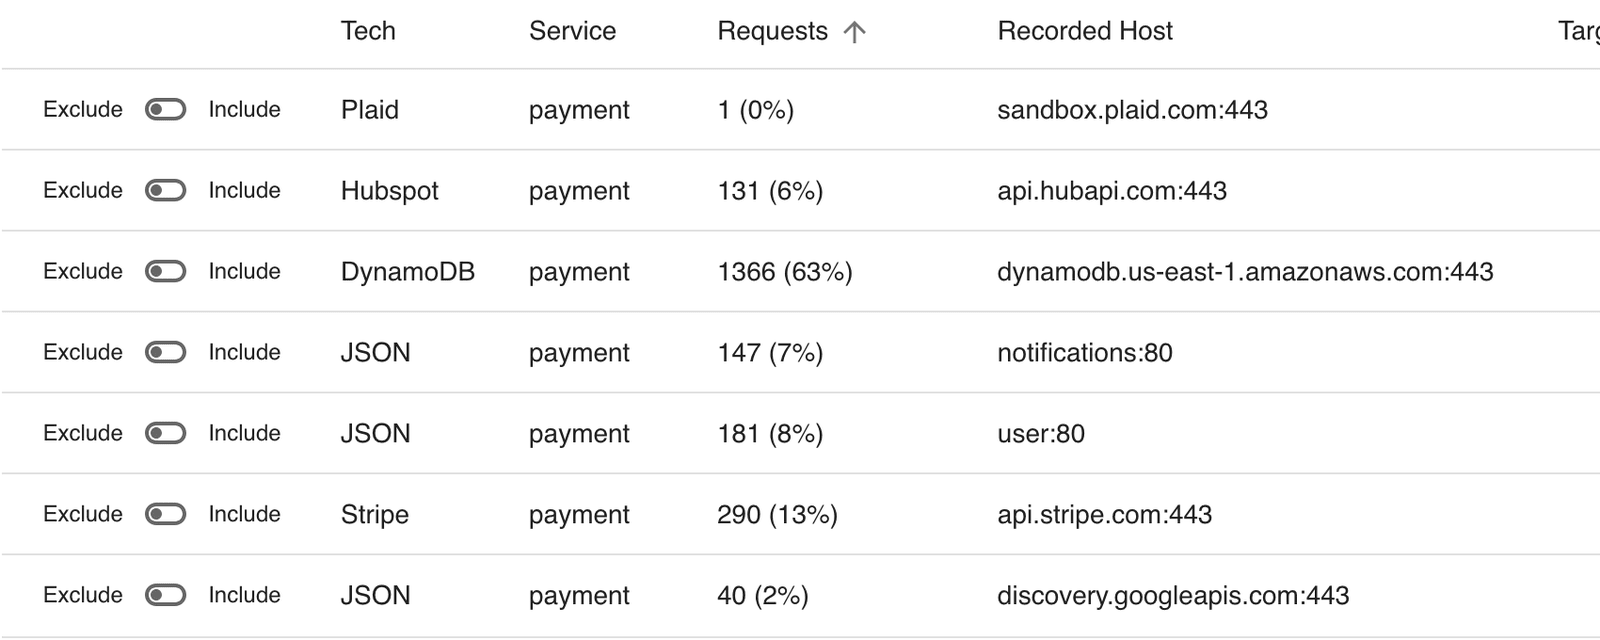 Tech Service Requests ↑ Recorded Host Targ
Exclude Include Plaid payment 1 (0%) sandbox.plaid.com:443
Exclude Include Hubspot payment 131 (6%) api.hubapi.com:443
Exclude Include DynamoDB payment 1366 (63%) dynamodb.us-east-1.amazonaws.com:443
Exclude Include JSON payment 147 (7%) notifications:80
Exclude Include JSON payment 181 (8%) user:80
Exclude Include Stripe payment 290 (13%) api.stripe.com:443
Exclude Include JSON payment 40 (2%) discovery.googleapis.com:443